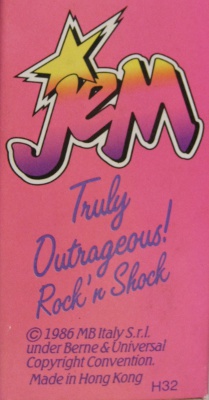 JEM
Truly
Outrageous!
Rock 'n Shock
© 1986 MB Italy S.r.l.
under Berne & Universal
Copyright Convention.
Made in Hong Kong
H32